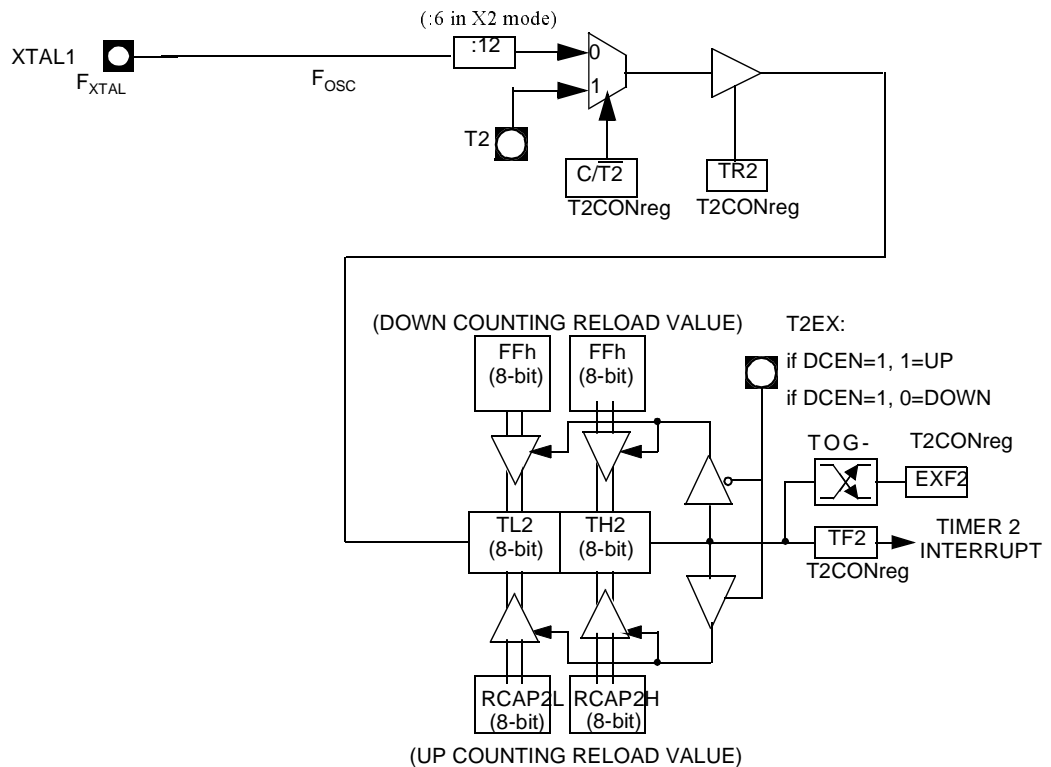 (:6 in X2 mode)
XTAL1
:12
0
FXTAL
FOSC
1
T2
C/T2
TR2
T2CONreg
T2CONreg
(DOWN COUNTING RELOAD VALUE)
T2EX:
FFh
(8-bit)
FFh
(8-bit)
if DCEN=1, 1=UP
if DCEN=1, 0=DOWN
TOG-
T2CONreg
EXF2
TL2
(8-bit)
TH2
(8-bit)
TF2
TIMER 2
INTERRUPT
T2CONreg
RCAP2L
(8-bit)
RCAP2H
(8-bit)
(UP COUNTING RELOAD VALUE)